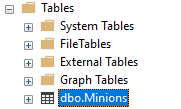 Tables
System Tables
FileTables
External Tables
Graph Tables
dbo.Minions